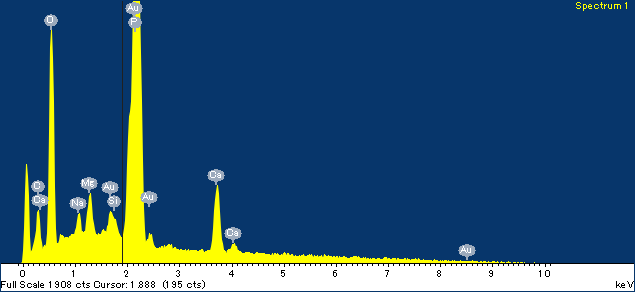 Spectrum 1
Au
P
O
Ca
C
Ca
Na
Mg
Au
Si
Au
Ca
Au
0 1 2 3 4 5 6 7 8 9 10
Full Scale 1908 cts Cursor: 1.888 (195 cts) keV